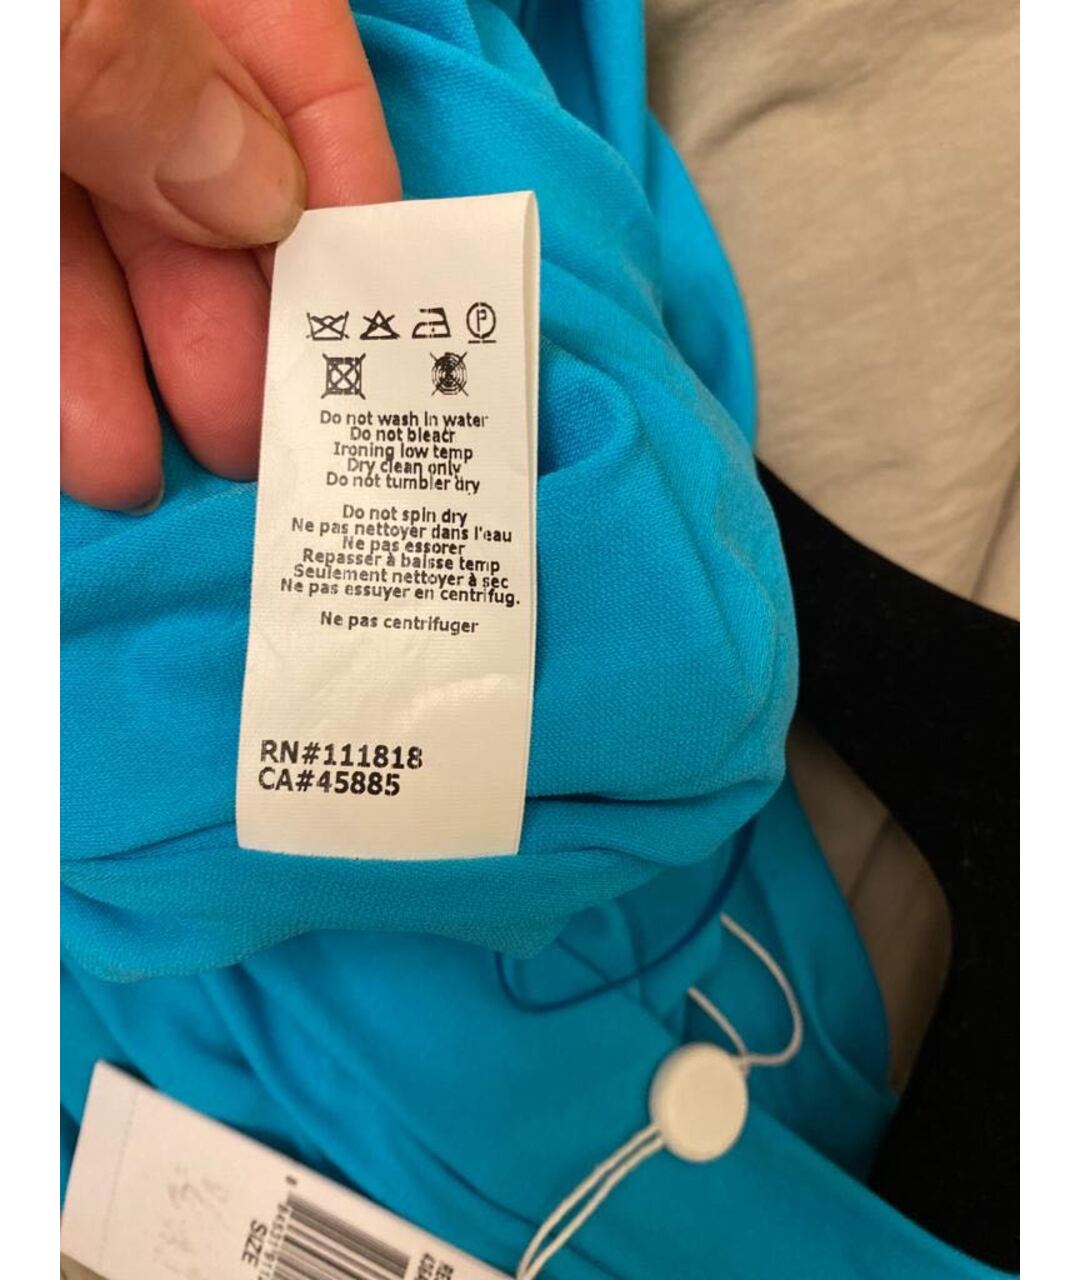 P
Do not wash in water
Do not bleach
Ironing low temp
Dry clean only
Do not tumbler dry
Do not spin dry
Ne pas nettoyer dans l'eau
Ne pas essorer
Repasser à baisse temp
Seulement nettoyer à sec
Ne pas essuyer en centrifug.
Ne pas centrifuger
RN#111818
CA#45885
SIZE